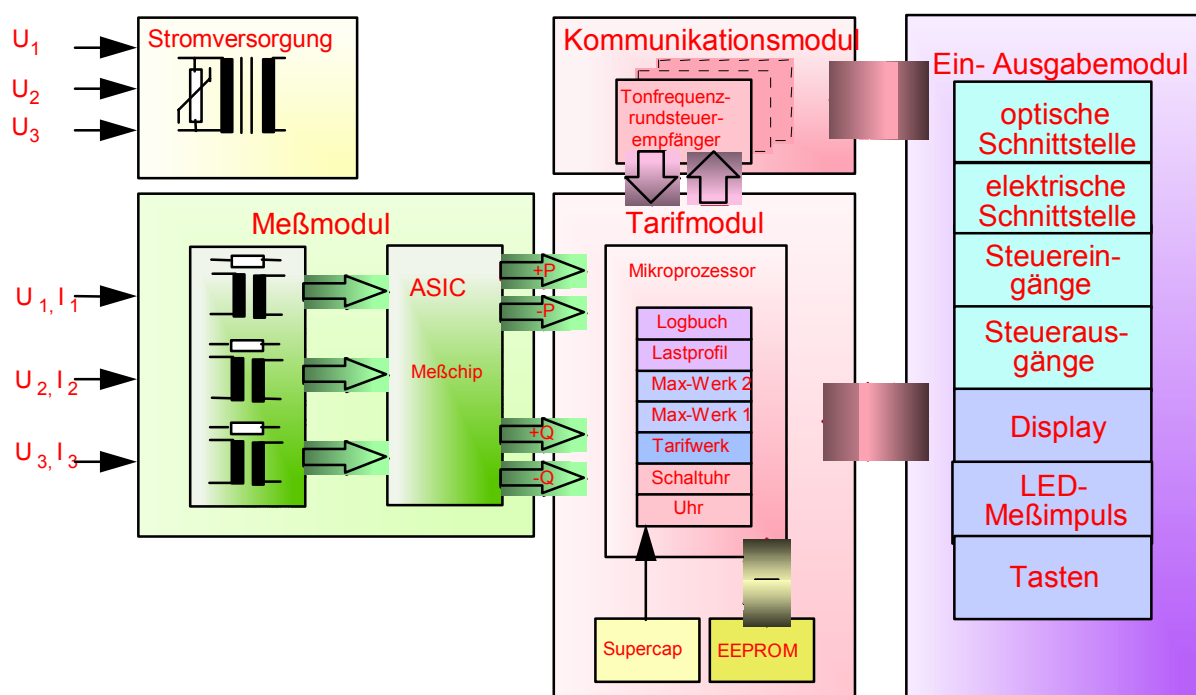 U1
U2
U3
Stromversorgung
Kommunikationsmodul
Tonfrequenz-
rundsteuer-
empfänger
Ein- Ausgabemodul
optische
Schnittstelle
elektrische
Schnittstelle
Steuerein-
gänge
Steueraus-
gänge
Display
LED-
Meßimpuls
Tasten
Meßmodul
U1, I1
U2, I2
U3, I3
ASIC
Meßchip
+P
-P
+Q
-Q
Tarifmodul
Mikroprozessor
Logbuch
Lastprofil
Max-Werk 2
Max-Werk 1
Tarifwerk
Schaltuhr
Uhr
Supercap
EEPROM